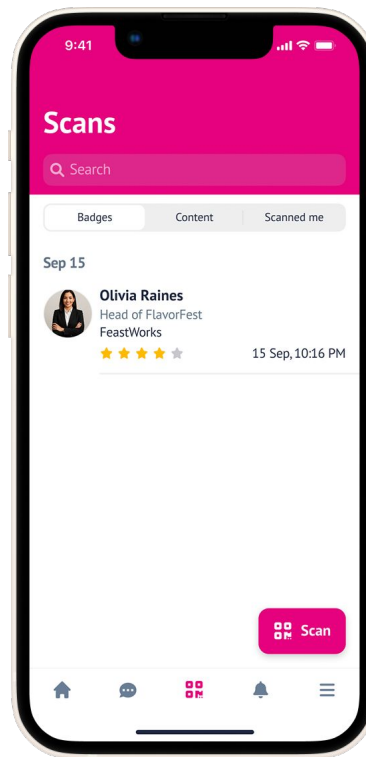 9:41
Scans
Search
Badges Content Scanned me
Sep 15
Olivia Raines
Head of FlavorFest
FeastWorks
15 Sep, 10:16 PM
Scan